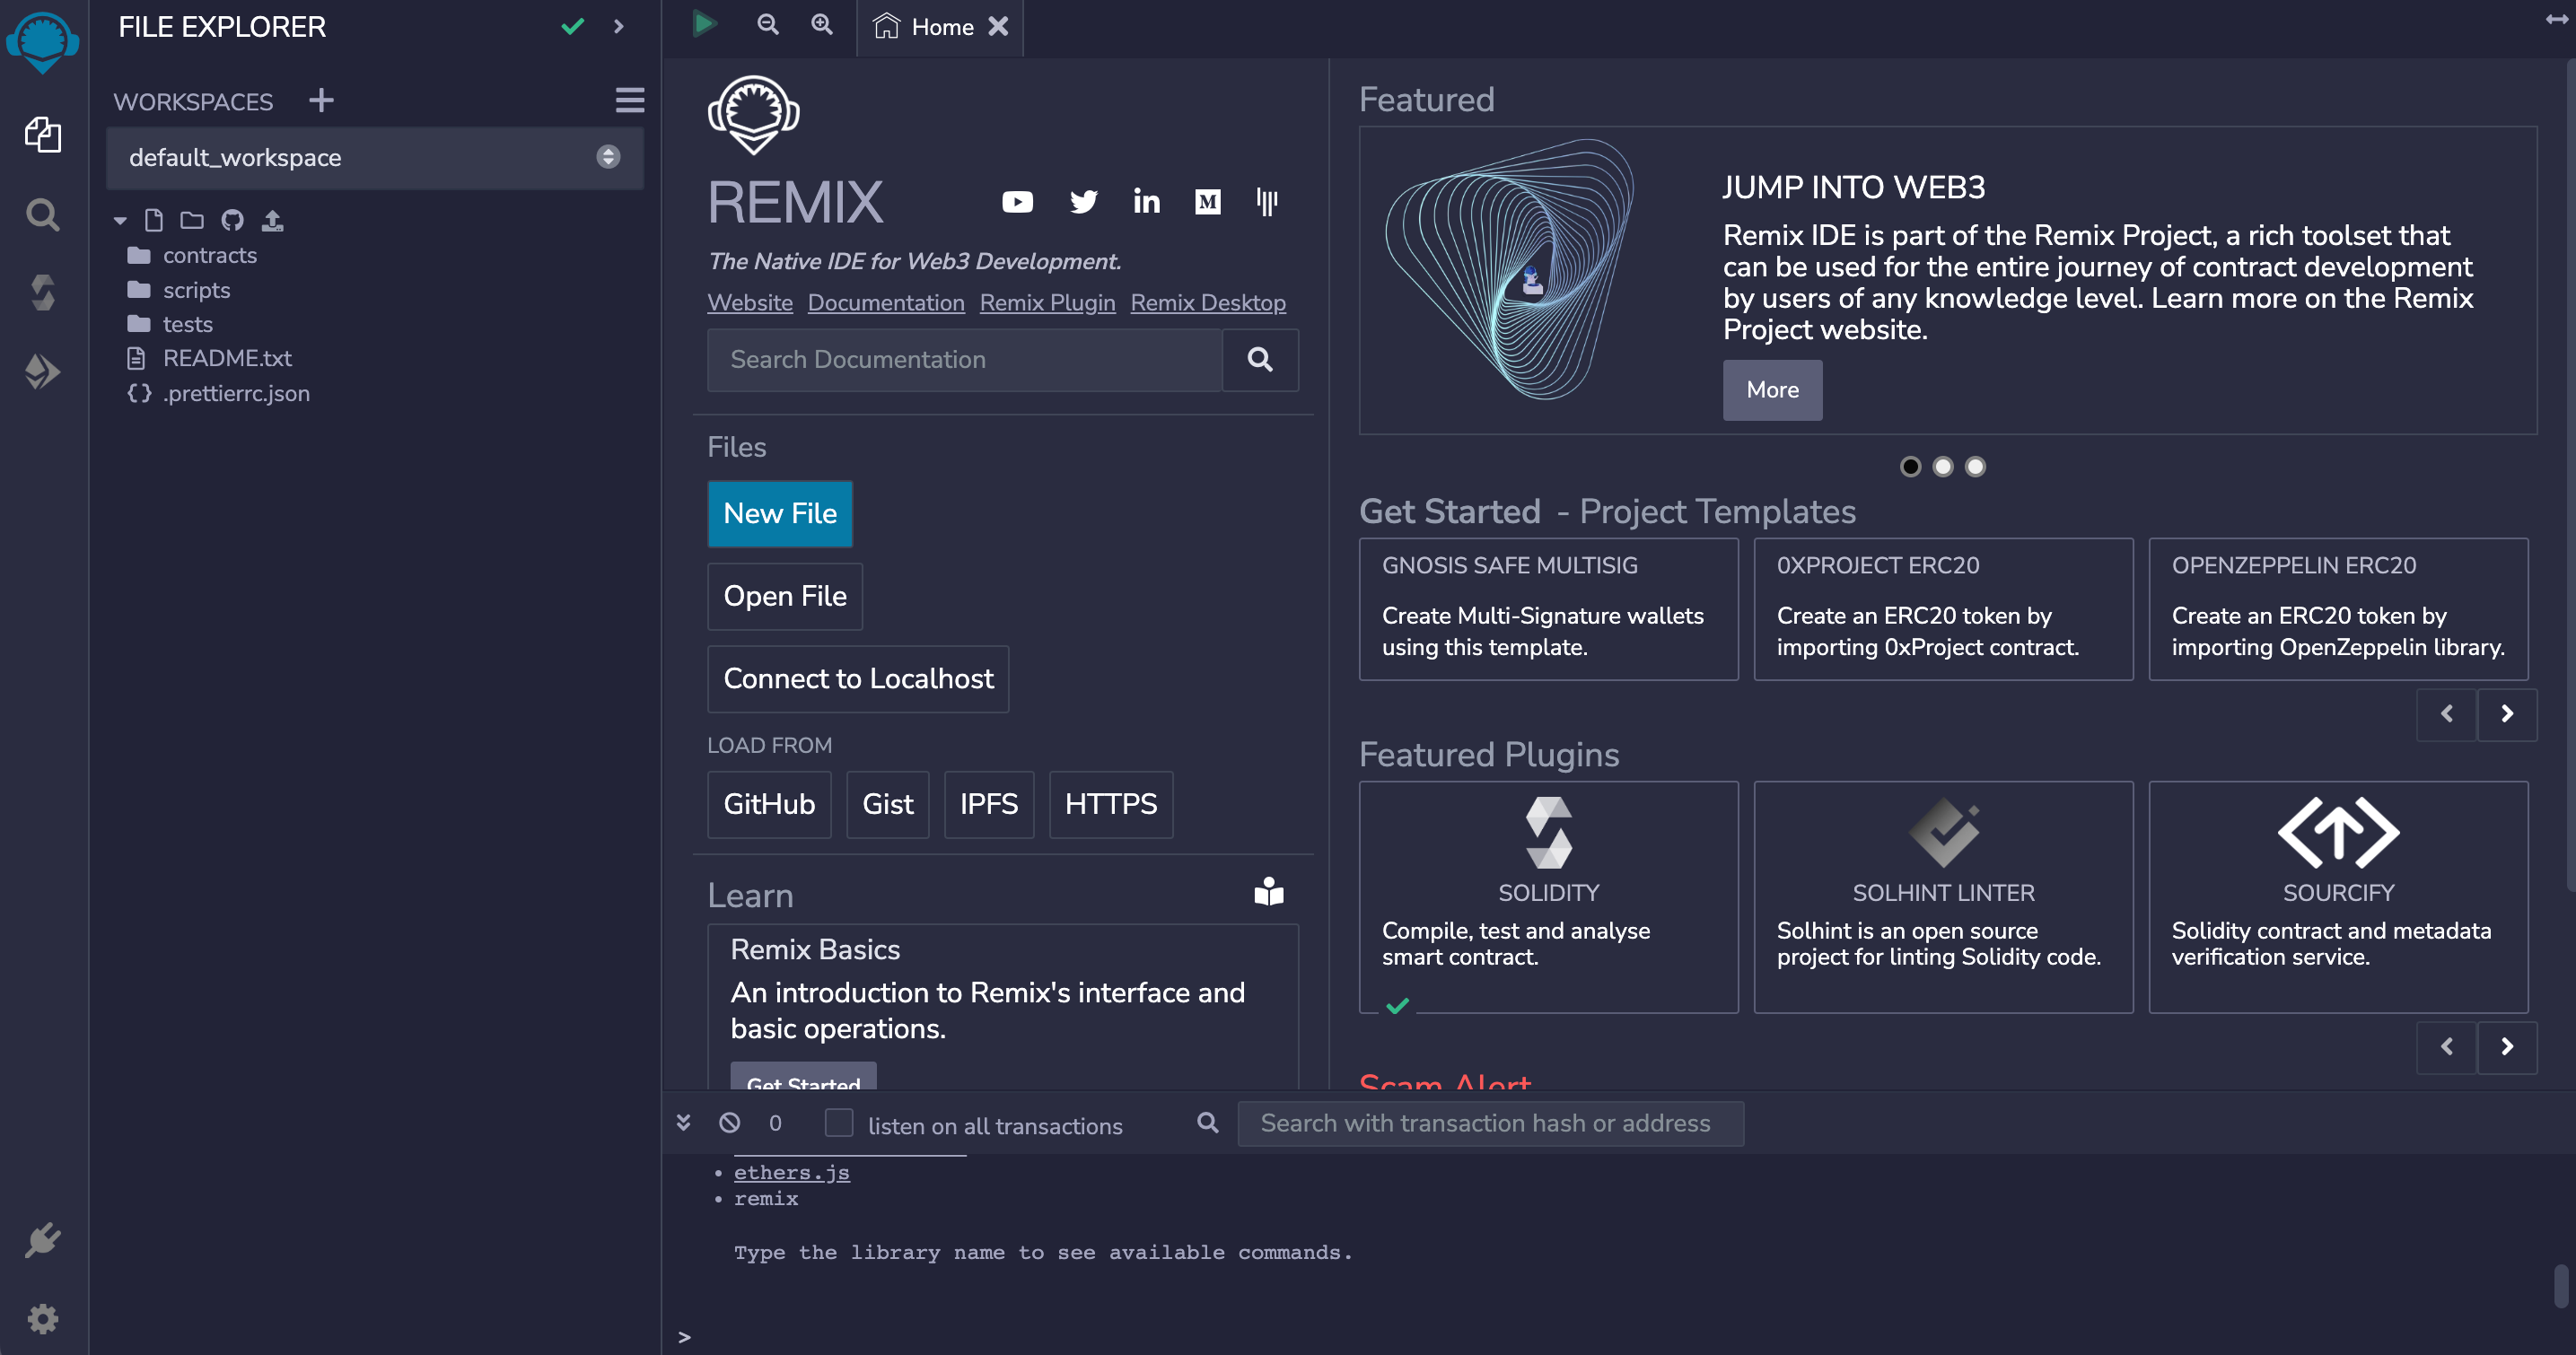 FILE EXPLORER
WORKSPACES
default_workspace
contracts
scripts
tests
README.txt
.prettierrc.json
Home
REMIX
The Native IDE for Web3 Development.
Website Documentation Remix Plugin Remix Desktop
Search Documentation
Files
New File
Open File
Connect to Localhost
LOAD FROM
GitHub Gist IPFS HTTPS
Learn
Remix Basics
An introduction to Remix's interface and
basic operations.
Get Started
Featured
JUMP INTO WEB3
Remix IDE is part of the Remix Project, a rich toolset that
can be used for the entire journey of contract development
by users of any knowledge level. Learn more on the Remix
Project website.
More
Get Started - Project Templates
GNOSIS SAFE MULTISIG
Create Multi-Signature wallets
using this template.
0XPROJECT ERC20
Create an ERC20 token by
importing 0xProject contract.
OPENZEPPELIN ERC20
Create an ERC20 token by
importing OpenZeppelin library.
Featured Plugins
SOLIDITY
Compile, test and analyse
smart contract.
SOLHINT LINTER
Solhint is an open source
project for linting Solidity code.
SOURCIFY
Solidity contract and metadata
verification service.
Scam Alert
0 listen on all transactions Search with transaction hash or address
• ethers.js
• remix
Type the library name to see available commands.
>